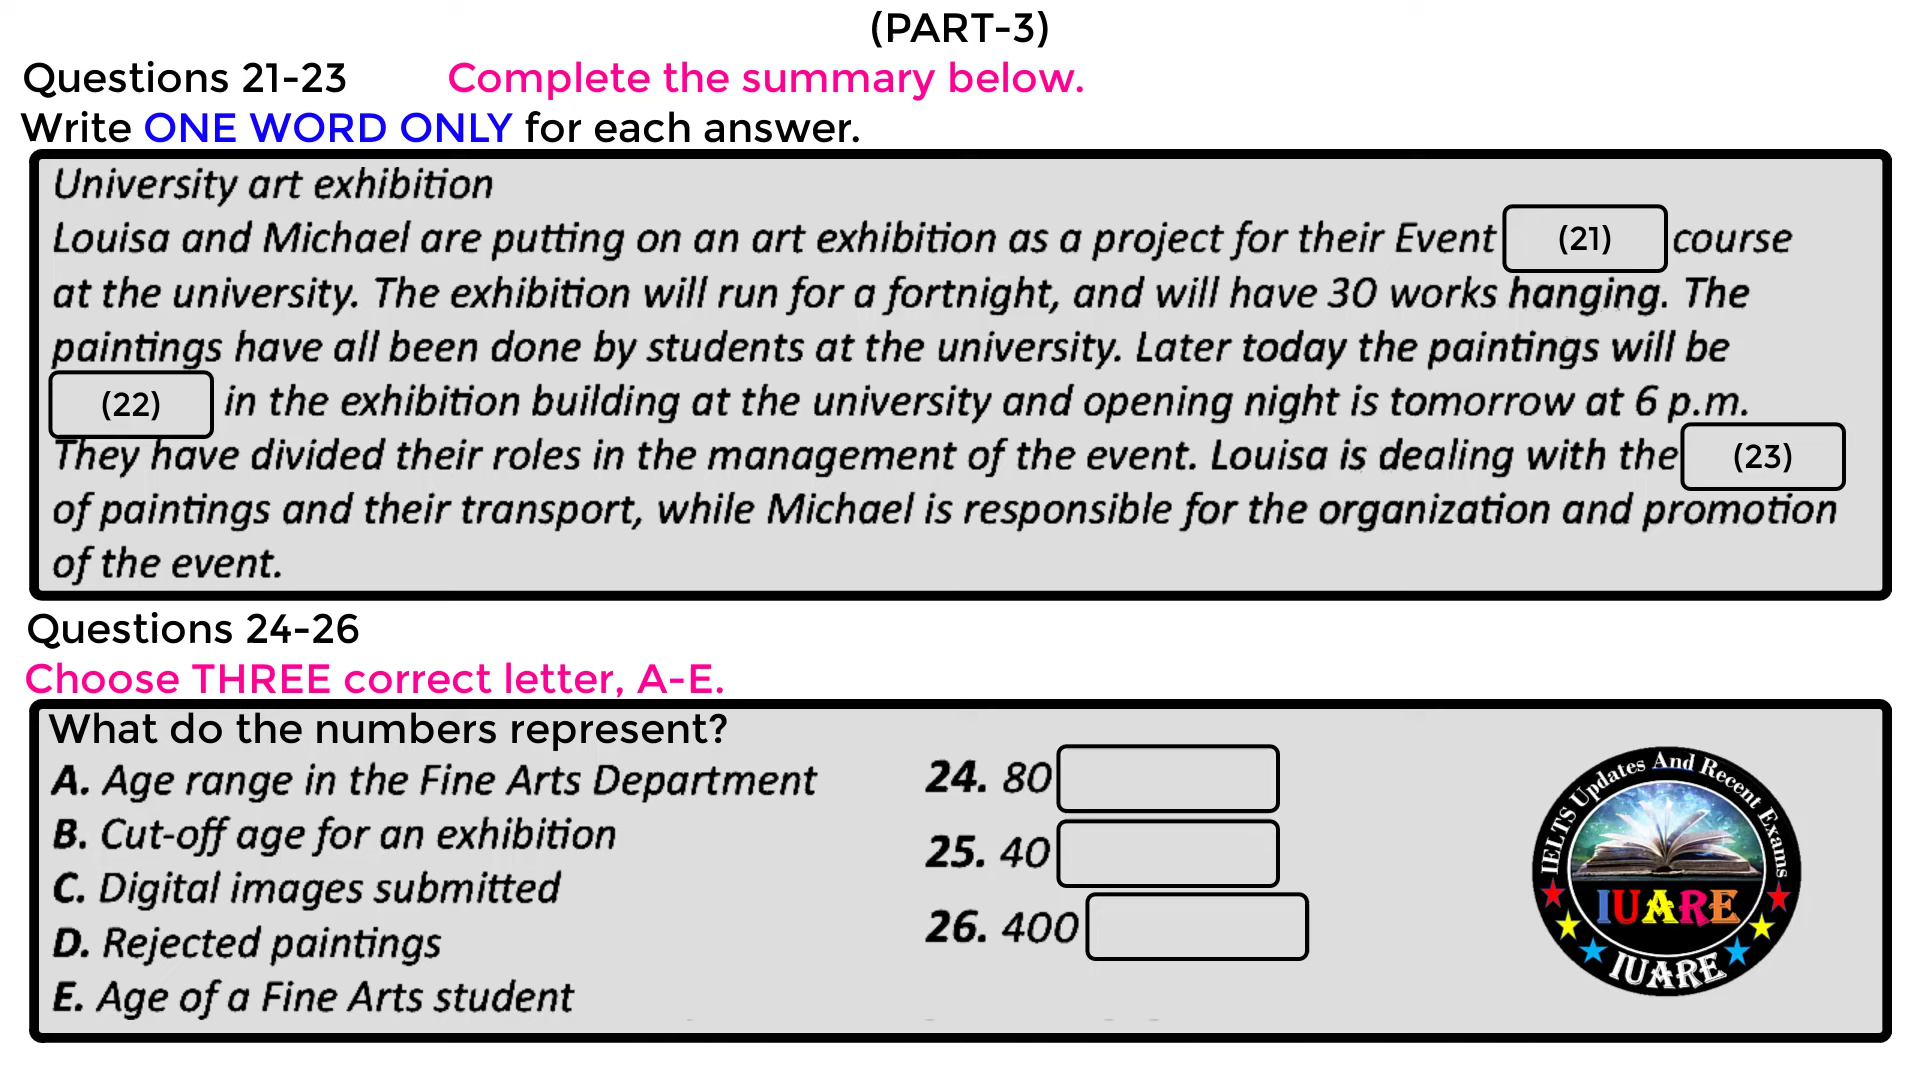 (PART-3)
Questions 21-23 Complete the summary below.
Write ONE WORD ONLY for each answer.
University art exhibition
Louisa and Michael are putting on an art exhibition as a project for their Event (21) course
at the university. The exhibition will run for a fortnight, and will have 30 works hanging. The
paintings have all been done by students at the university. Later today the paintings will be
(22) in the exhibition building at the university and opening night is tomorrow at 6 p.m.
They have divided their roles in the management of the event. Louisa is dealing with the (23)
of paintings and their transport, while Michael is responsible for the organization and promotion
of the event.
Questions 24-26
Choose THREE correct letter, A-E.
What do the numbers represent?
A. Age range in the Fine Arts Department
B. Cut-off age for an exhibition
C. Digital images submitted
D. Rejected paintings
E. Age of a Fine Arts student
24. 80
25. 40
26. 400
IELTS Updates And Recent Exams
IUARE
IUARE